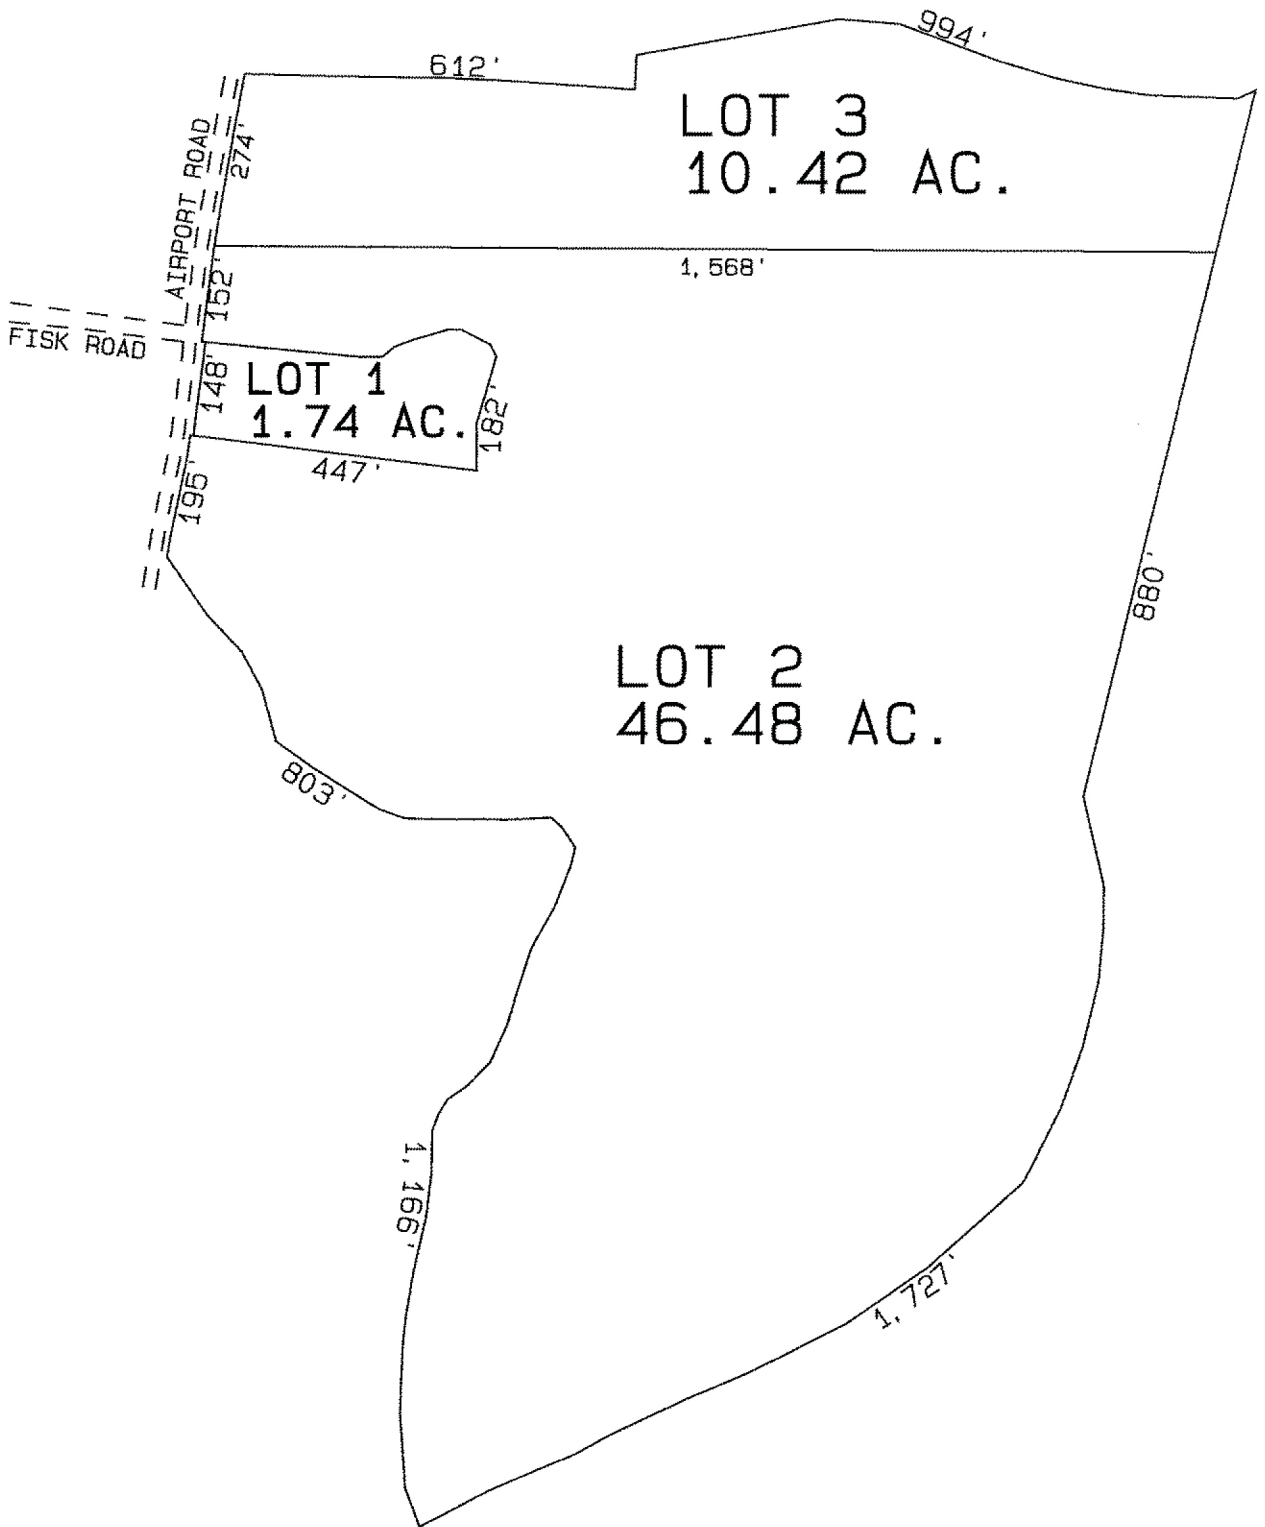 994'
612'
LOT 3
10.42 AC.
274'
AIRPORT ROAD
1,568'
152'
FISK ROAD
LOT 1
1.74 AC.
148'
182'
447'
195'
880'
LOT 2
46.48 AC.
803'
1,166'
1,727'